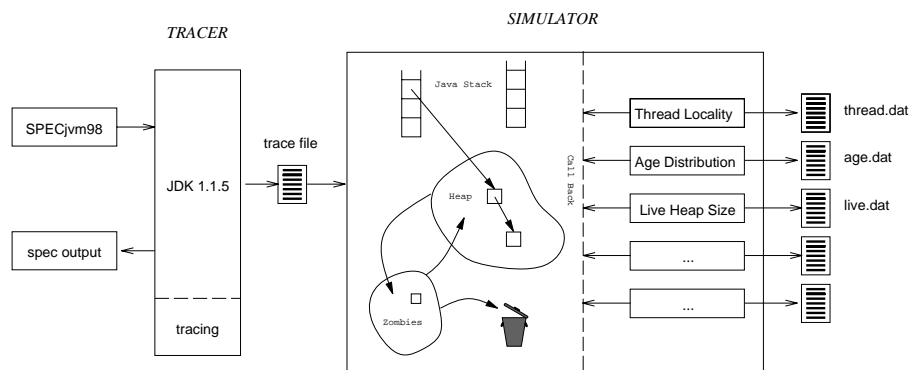 SIMULATOR
TRACER
SPECjvm98
JDK 1.1.5
spec output
tracing
trace file
Java Stack
Heap
Zombies
Call Back
Thread Locality
thread.dat
Age Distribution
age.dat
Live Heap Size
live.dat
...
...